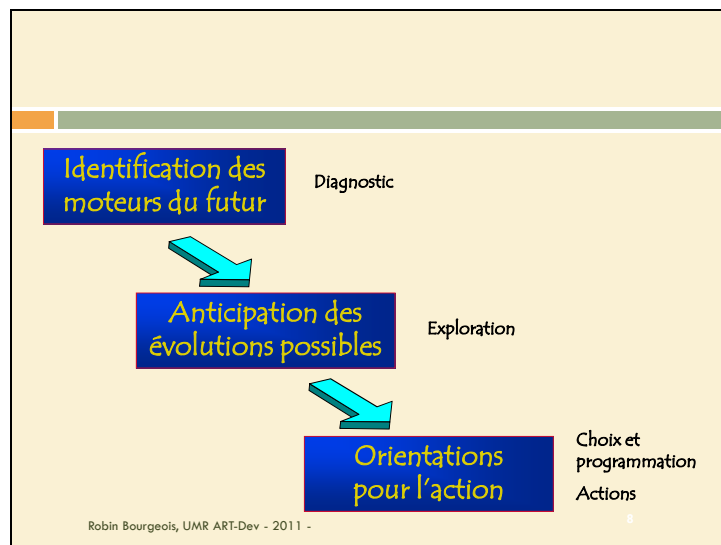 Identification des
moteurs du futur
Diagnostic
Anticipation des
évolutions possibles
Exploration
Orientations
pour l'action
Choix et
programmation
Actions
Robin Bourgeois, UMR ART-Dev - 2011 -
8